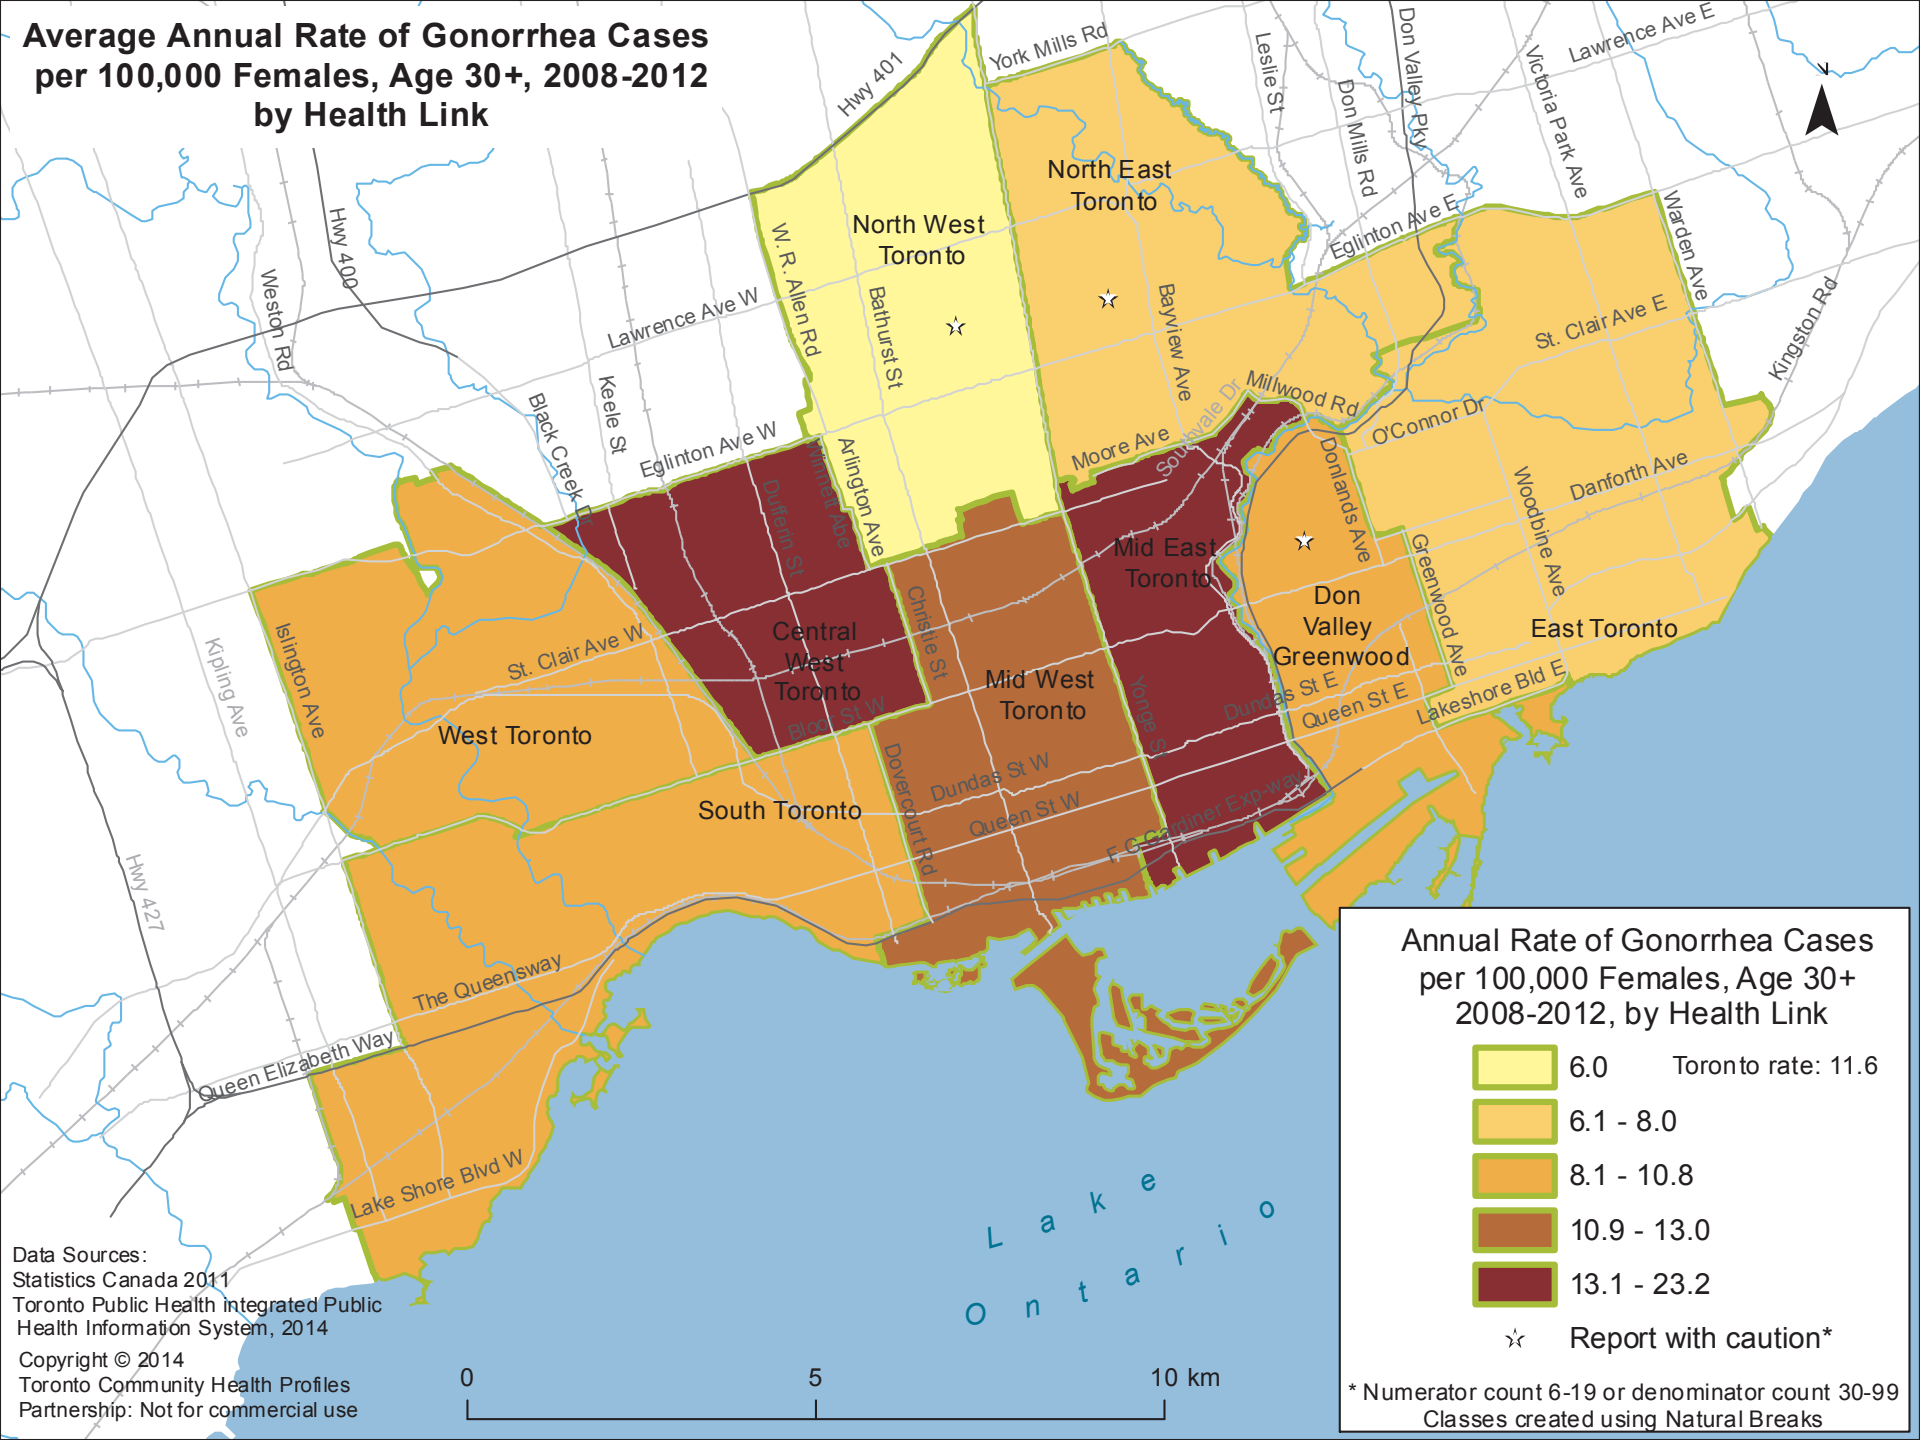 Average Annual Rate of Gonorrhea Cases
per 100,000 Females, Age 30+, 2008-2012
by Health Link
Hwy 401
York Mills Rd
Leslie St
Don Mills Rd
Don Valley Pky
Victoria Park Ave
Lawrence Ave E
N
North East
Toronto
North West
Toronto
W. R. Allen Rd
Bathurst St
Bayview Ave
Eglinton Ave E
Warden Ave
Kingston Rd
St. Clair Ave E
Hwy 400
Weston Rd
Lawrence Ave W
Keele St
Black Creek Dr
Eglinton Ave W
Winnett Abe
Arlington Ave
Dufferin St
Moore Ave
Southvale Dr
Millwood Rd
O'Connor Dr
Donlands Ave
Danforth Ave
Woodbine Ave
Greenwood Ave
Mid East
Toronto
Don
Valley
Greenwood
East Toronto
Central
West
Toronto
Christie St
Mid West
Toronto
Yonge St
Dundas St E
Queen St E
Lakeshore Bld E
Kipling Ave
Islington Ave
St. Clair Ave W
West Toronto
Bloor St W
South Toronto
Dovercourt Rd
Dundas St W
Queen St W
F G Gardiner Exp-way
Hwy 427
The Queensway
Queen Elizabeth Way
Lake Shore Blvd W
Lake
Ontario
Annual Rate of Gonorrhea Cases
per 100,000 Females, Age 30+
2008-2012, by Health Link
6.0 Toronto rate: 11.6
6.1 - 8.0
8.1 - 10.8
10.9 - 13.0
13.1 - 23.2
Report with caution*
* Numerator count 6-19 or denominator count 30-99
Classes created using Natural Breaks
Data Sources:
Statistics Canada 2011
Toronto Public Health integrated Public
Health Information System, 2014
Copyright © 2014
Toronto Community Health Profiles
Partnership: Not for commercial use
0 5 10 km